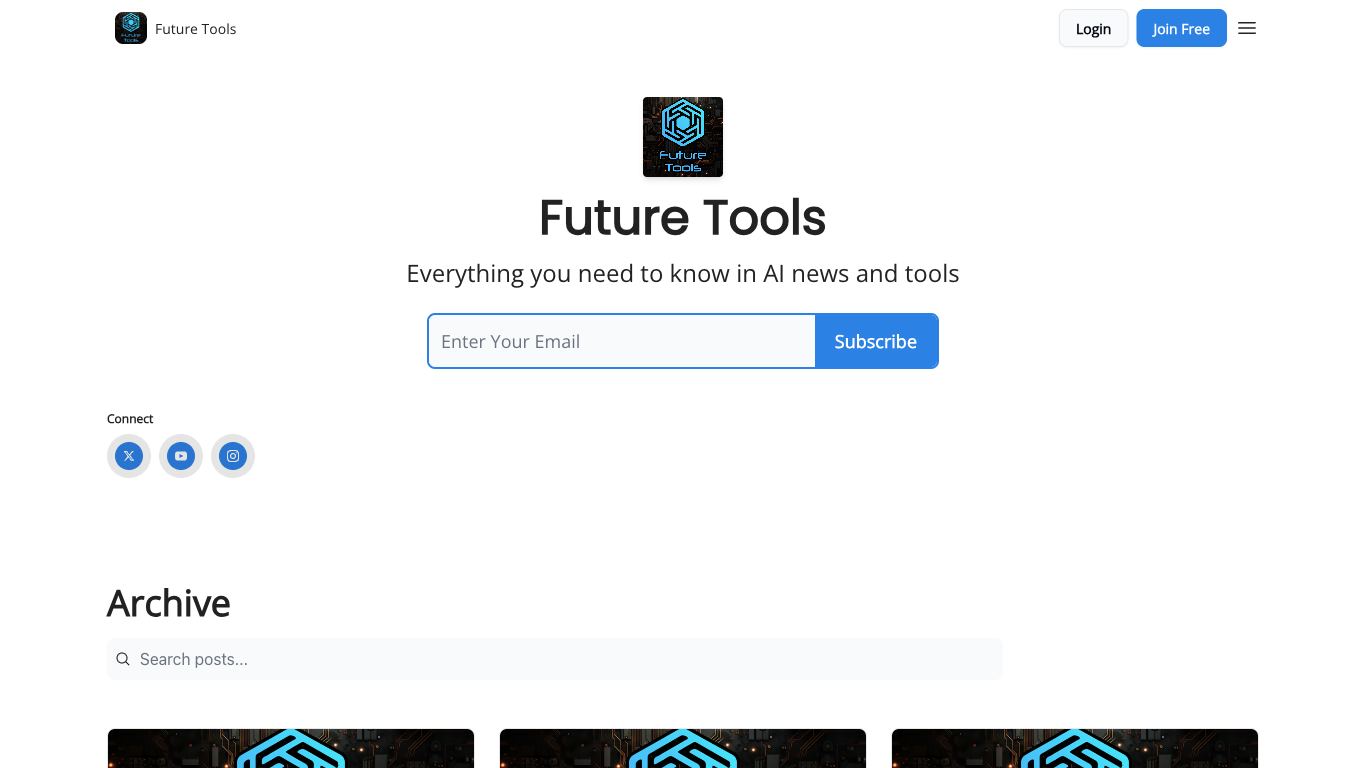 Future Tools
Login
Join Free
Future
Tools
Future Tools
Everything you need to know in AI news and tools
Enter Your Email
Subscribe
Connect
Archive
Search posts...